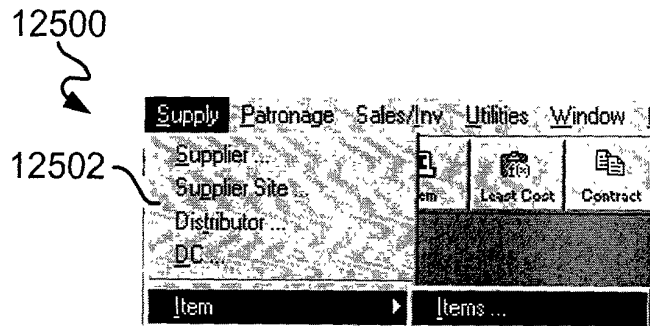 12500
Supply Patronage Sales/Inv Utilities Window
12502
Supplier ...
Supplier Site ...
Distributor ...
DC ...
Least Cost Contract
Item Items ...